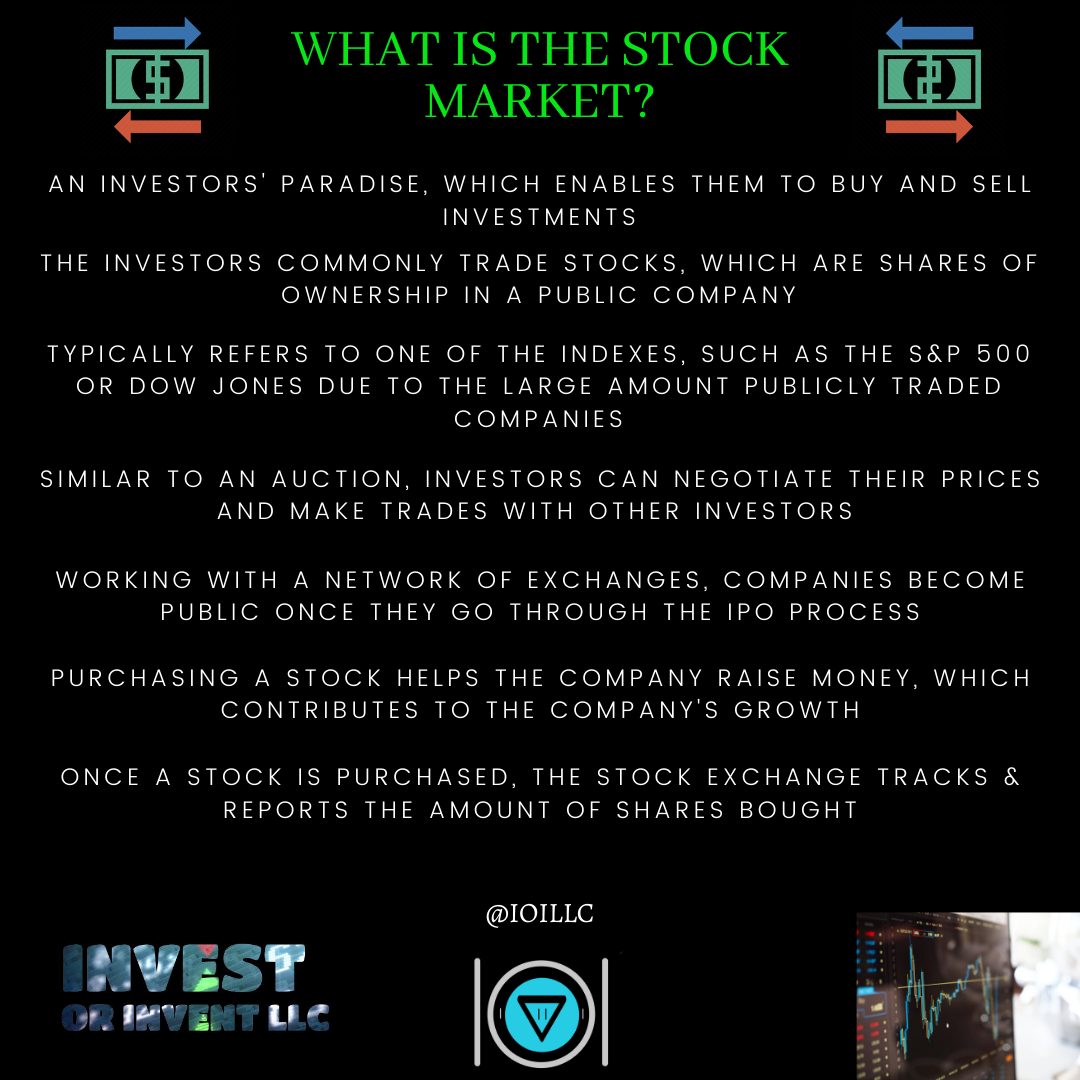 WHAT IS THE STOCK
MARKET?
AN INVESTORS' PARADISE, WHICH ENABLES THEM TO BUY AND SELL
INVESTMENTS
THE INVESTORS COMMONLY TRADE STOCKS, WHICH ARE SHARES OF
OWNERSHIP IN A PUBLIC COMPANY
TYPICALLY REFERS TO ONE OF THE INDEXES, SUCH AS THE S&P 500
OR DOW JONES DUE TO THE LARGE AMOUNT PUBLICLY TRADED
COMPANIES
SIMILAR TO AN AUCTION, INVESTORS CAN NEGOTIATE THEIR PRICES
AND MAKE TRADES WITH OTHER INVESTORS
WORKING WITH A NETWORK OF EXCHANGES, COMPANIES BECOME
PUBLIC ONCE THEY GO THROUGH THE IPO PROCESS
PURCHASING A STOCK HELPS THE COMPANY RAISE MONEY, WHICH
CONTRIBUTES TO THE COMPANY'S GROWTH
ONCE A STOCK IS PURCHASED, THE STOCK EXCHANGE TRACKS &
REPORTS THE AMOUNT OF SHARES BOUGHT
@IOILLC
INVEST
OR INVENT LLC